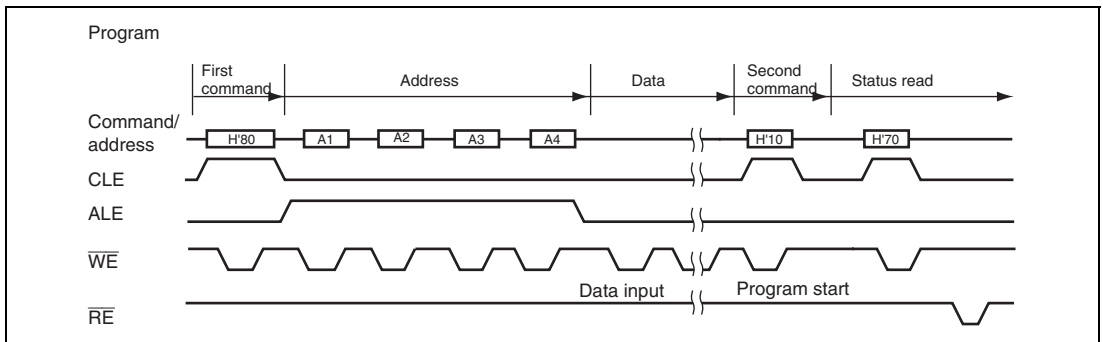 Program
First command
Address
Data
Second command
Status read
Command/
address
H'80
A1
A2
A3
A4
H'10
H'70
CLE
ALE
WE
Data input
Program start
RE